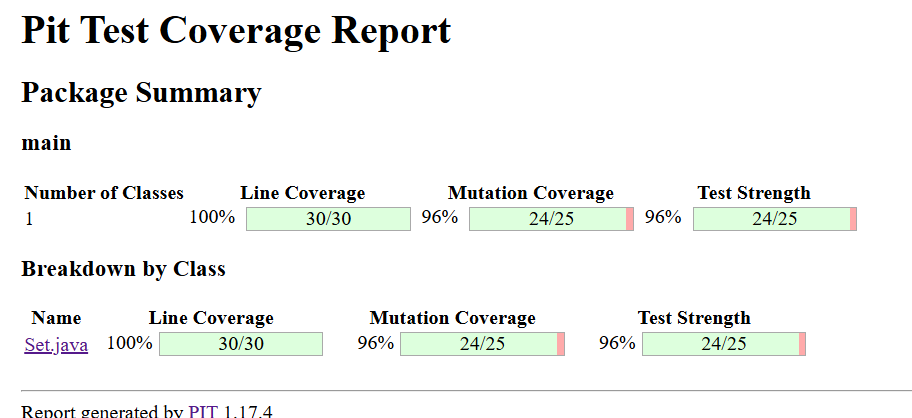 Pit Test Coverage Report
Package Summary
main
Number of Classes Line Coverage Mutation Coverage Test Strength
1 100% 30/30 96% 24/25 96% 24/25
Breakdown by Class
Name Line Coverage Mutation Coverage Test Strength
Set.java 100% 30/30 96% 24/25 96% 24/25
Report generated by PIT 1.17.4